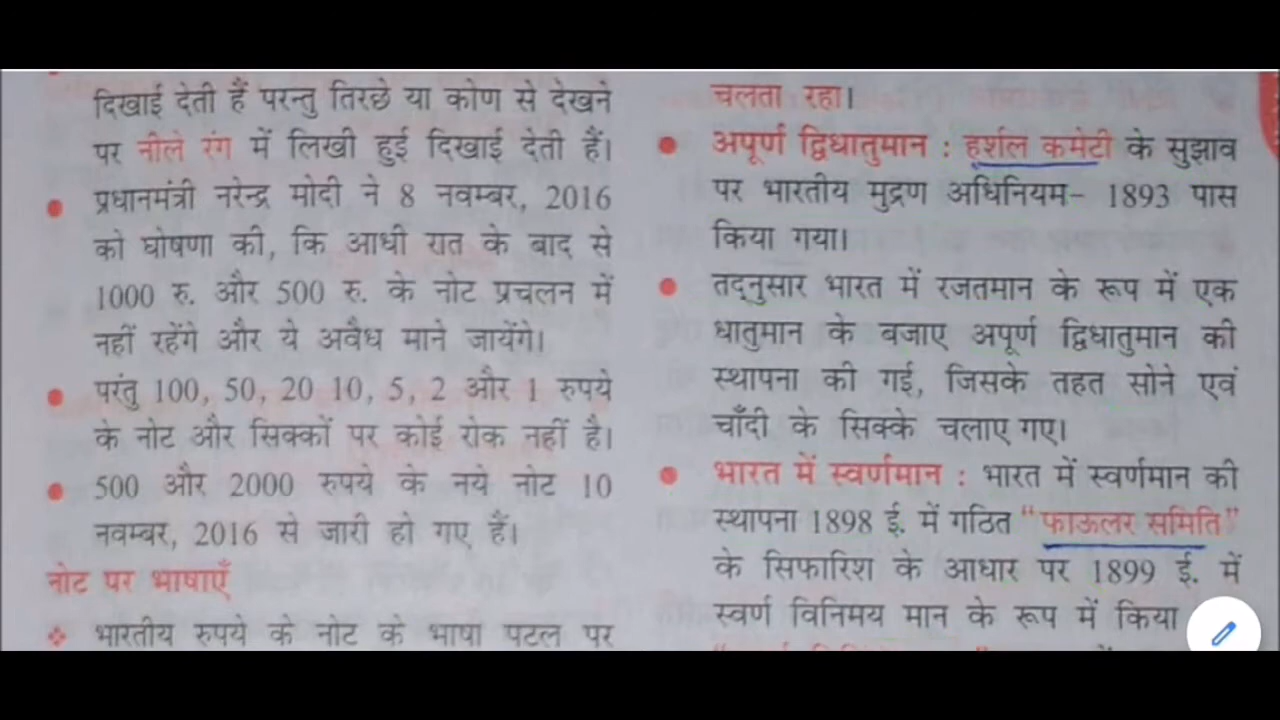 दिखाई देती हैं परन्तु तिरछे या कोण से देखने
पर नीले रंग में लिखी हुई दिखाई देती हैं।
प्रधानमंत्री नरेन्द्र मोदी ने 8 नवम्बर, 2016
को घोषणा की, कि आधी रात के बाद से
1000 रु. और 500 रु. के नोट प्रचलन में
नहीं रहेंगे और ये अवैध माने जायेंगे।
परंतु 100, 50, 20 10, 5, 2 और 1 रुपये
के नोट और सिक्कों पर कोई रोक नहीं है।
500 और 2000 रुपये के नये नोट 10
नवम्बर, 2016 से जारी हो गए हैं।
नोट पर भाषाएँ
भारतीय रुपये के नोट के भाषा पटल पर
चलता रहा।
अपूर्ण द्विधातुमान : हर्शल कमेटी के सुझाव
पर भारतीय मुद्रण अधिनियम- 1893 पास
किया गया।
तद्नुसार भारत में रजतमान के रूप में एक
धातुमान के बजाए अपूर्ण द्विधातुमान की
स्थापना की गई, जिसके तहत सोने एवं
चाँदी के सिक्के चलाए गए।
भारत में स्वर्णमान : भारत में स्वर्णमान की
स्थापना 1898 ई. में गठित "फाऊलर समिति"
के सिफारिश के आधार पर 1899 ई. में
स्वर्ण विनिमय मान के रूप में किया